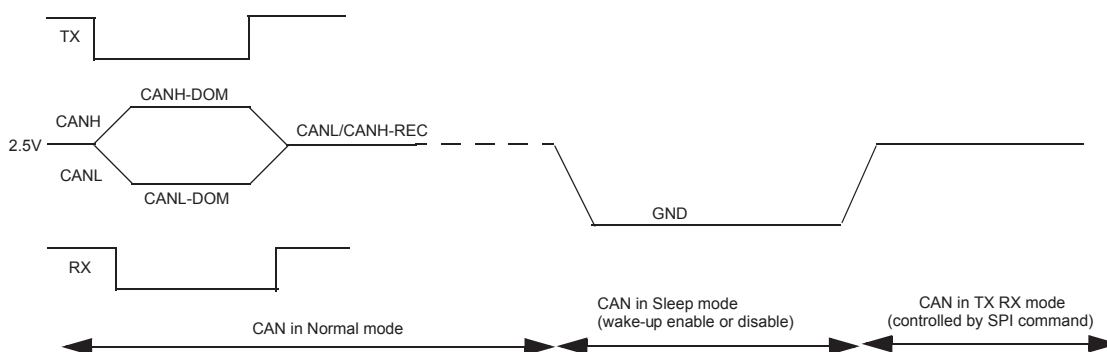 TX
CANH-DOM
CANH
CANL/CANH-REC
2.5V
CANL
CANL-DOM
GND
RX
CAN in Normal mode
CAN in Sleep mode
(wake-up enable or disable)
CAN in TX RX mode
(controlled by SPI command)